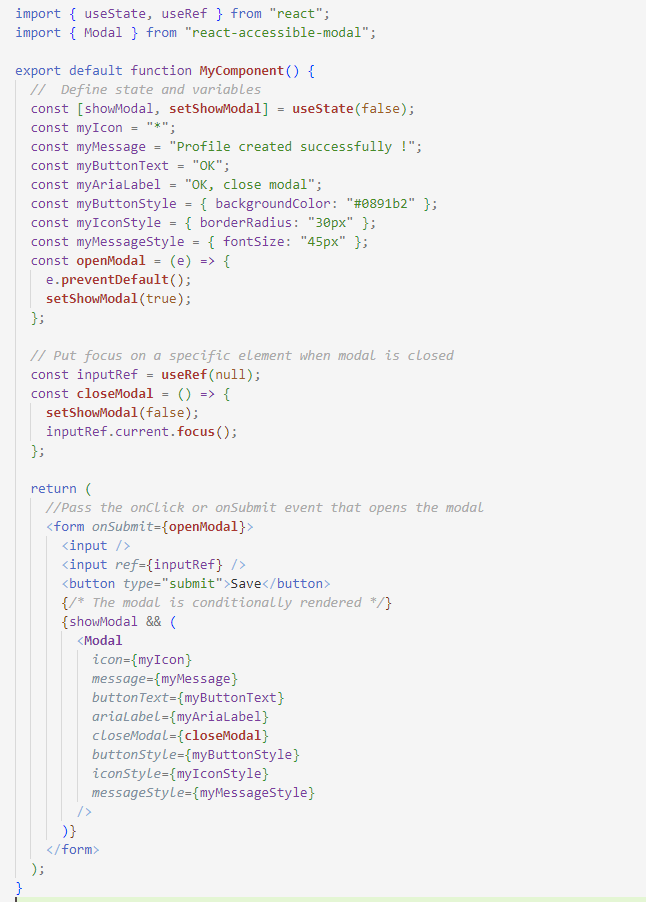 import { useState, useRef } from "react";
import { Modal } from "react-accessible-modal";

export default function MyComponent() {
  //  Define state and variables
  const [showModal, setShowModal] = useState(false);
  const myIcon = "*";
  const myMessage = "Profile created successfully !";
  const myButtonText = "OK";
  const myAriaLabel = "OK, close modal";
  const myButtonStyle = { backgroundColor: "#0891b2" };
  const myIconStyle = { borderRadius: "30px" };
  const myMessageStyle = { fontSize: "45px" };
  const openModal = (e) => {
    e.preventDefault();
    setShowModal(true);
  };

  // Put focus on a specific element when modal is closed
  const inputRef = useRef(null);
  const closeModal = () => {
    setShowModal(false);
    inputRef.current.focus();
  };

  return (
    //Pass the onClick or onSubmit event that opens the modal
    <form onSubmit={openModal}>
      <input />
      <input ref={inputRef} />
      <button type="submit">Save</button>
      {/* The modal is conditionally rendered */}
      {showModal && (
        <Modal
          icon={myIcon}
          message={myMessage}
          buttonText={myButtonText}
          ariaLabel={myAriaLabel}
          closeModal={closeModal}
          buttonStyle={myButtonStyle}
          iconStyle={myIconStyle}
          messageStyle={myMessageStyle}
        />
      )}
    </form>
  );
}